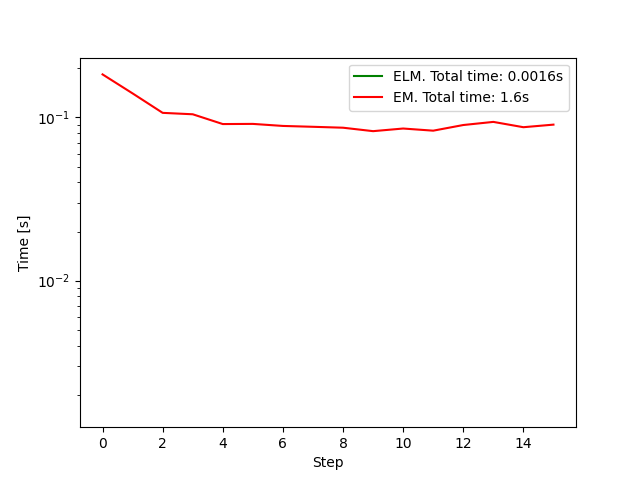 ELM. Total time: 0.0016s
EM. Total time: 1.6s
10^-1
10^-2
Time [s]
0 2 4 6 8 10 12 14
Step